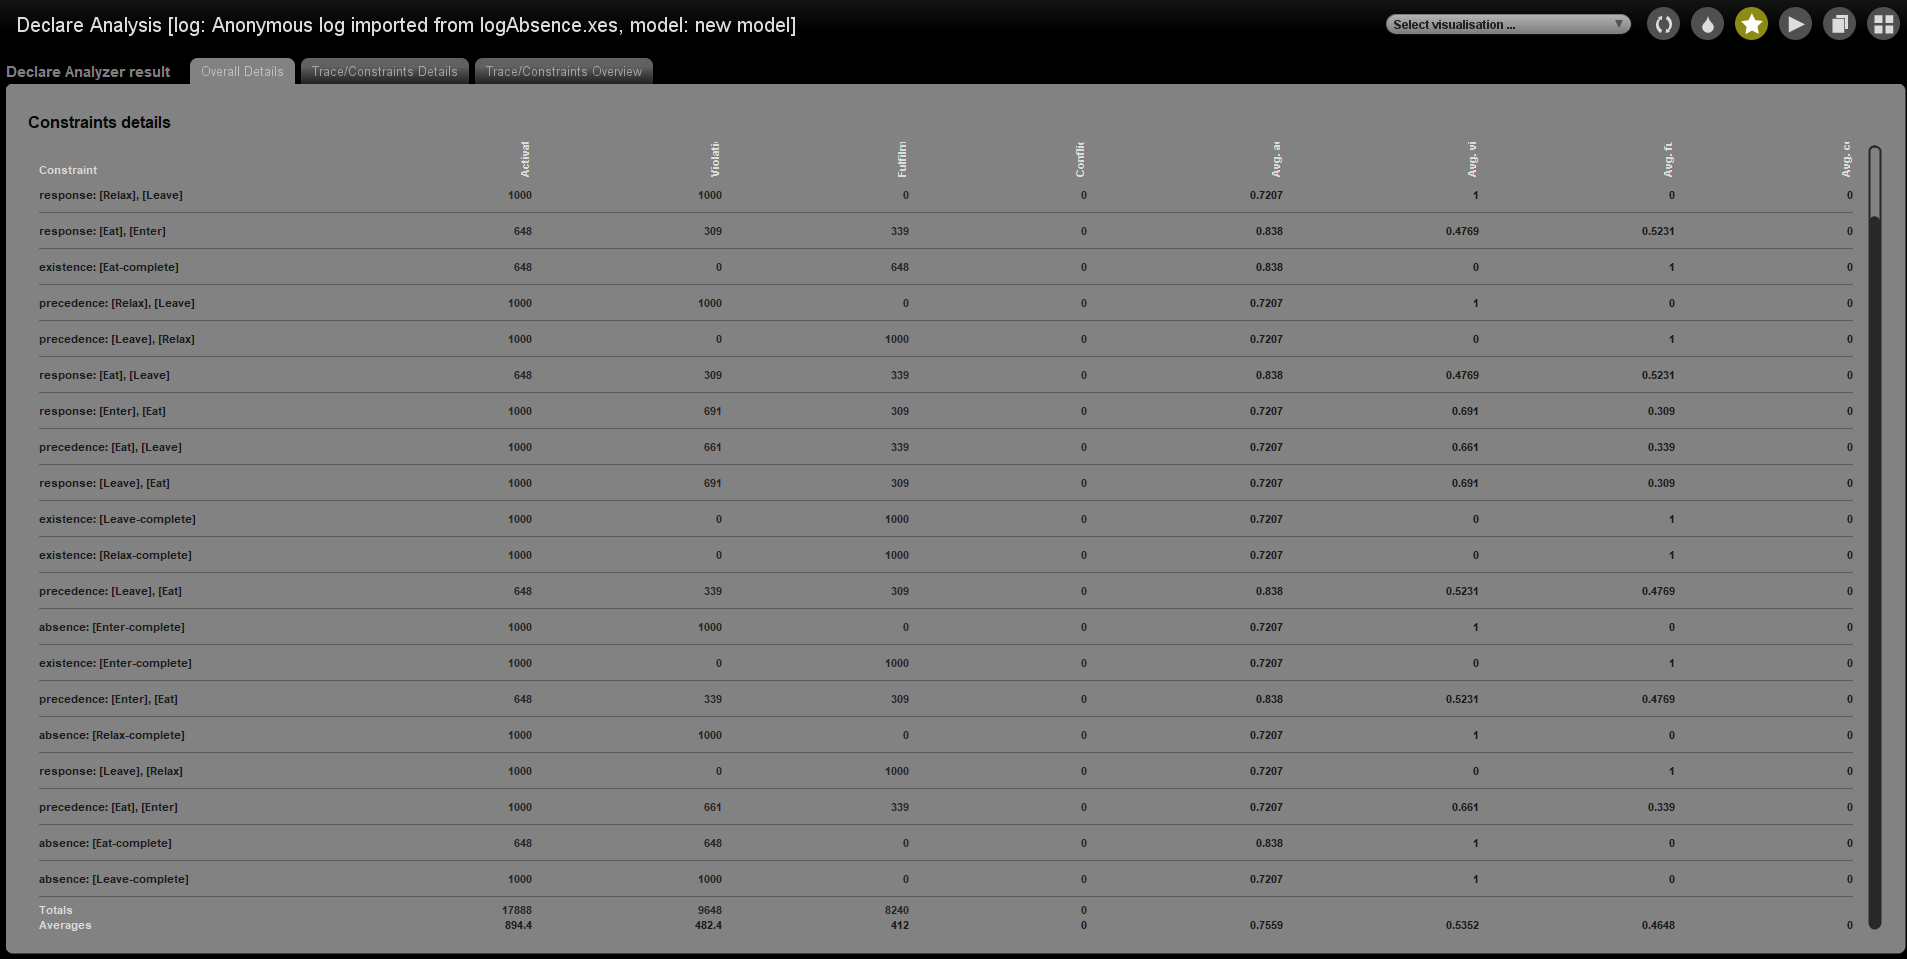 Declare Analysis [log: Anonymous log imported from logAbsence.xes, model: new model]
Select visualisation ...
Declare Analyzer result Overall Details Trace/Constraints Details Trace/Constraints Overview
Constraints details
Constraint Activat Violati Fulfilm Conflic Avg. a Avg. vi Avg. fu Avg. c
response: [Relax], [Leave] 1000 1000 0 0 0.7207 1 0 0
response: [Eat], [Enter] 648 309 339 0 0.838 0.4769 0.5231 0
existence: [Eat-complete] 648 0 648 0 0.838 0 1 0
precedence: [Relax], [Leave] 1000 1000 0 0 0.7207 1 0 0
precedence: [Leave], [Relax] 1000 0 1000 0 0.7207 0 1 0
response: [Eat], [Leave] 648 309 339 0 0.838 0.4769 0.5231 0
response: [Enter], [Eat] 1000 691 309 0 0.7207 0.691 0.309 0
precedence: [Eat], [Leave] 1000 661 339 0 0.7207 0.661 0.339 0
response: [Leave], [Eat] 1000 691 309 0 0.7207 0.691 0.309 0
existence: [Leave-complete] 1000 0 1000 0 0.7207 0 1 0
existence: [Relax-complete] 1000 0 1000 0 0.7207 0 1 0
precedence: [Leave], [Eat] 648 339 309 0 0.838 0.5231 0.4769 0
absence: [Enter-complete] 1000 1000 0 0 0.7207 1 0 0
existence: [Enter-complete] 1000 0 1000 0 0.7207 0 1 0
precedence: [Enter], [Eat] 648 339 309 0 0.838 0.5231 0.4769 0
absence: [Relax-complete] 1000 1000 0 0 0.7207 1 0 0
response: [Leave], [Relax] 1000 0 1000 0 0.7207 0 1 0
precedence: [Eat], [Enter] 1000 661 339 0 0.7207 0.661 0.339 0
absence: [Eat-complete] 648 648 0 0 0.838 1 0 0
absence: [Leave-complete] 1000 1000 0 0 0.7207 1 0 0
Totals 17888 9648 8240 0
Averages 894.4 482.4 412 0 0.7559 0.5352 0.4648 0